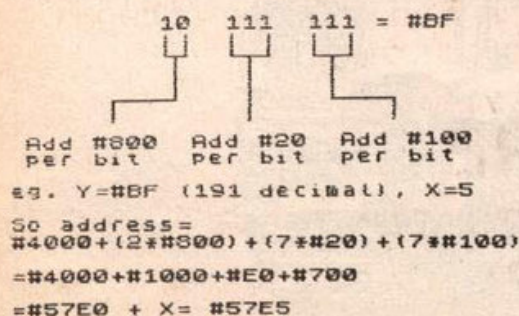 10 111 111 = #BF
Add #800 Add #20 Add #100
per bit per bit per bit
eg. Y=#BF (191 decimal), X=5
So address=
#4000+(2*#800)+(7*#20)+(7*#100)
=#4000+#1000+#E0+#700
=#57E0 + X= #57E5